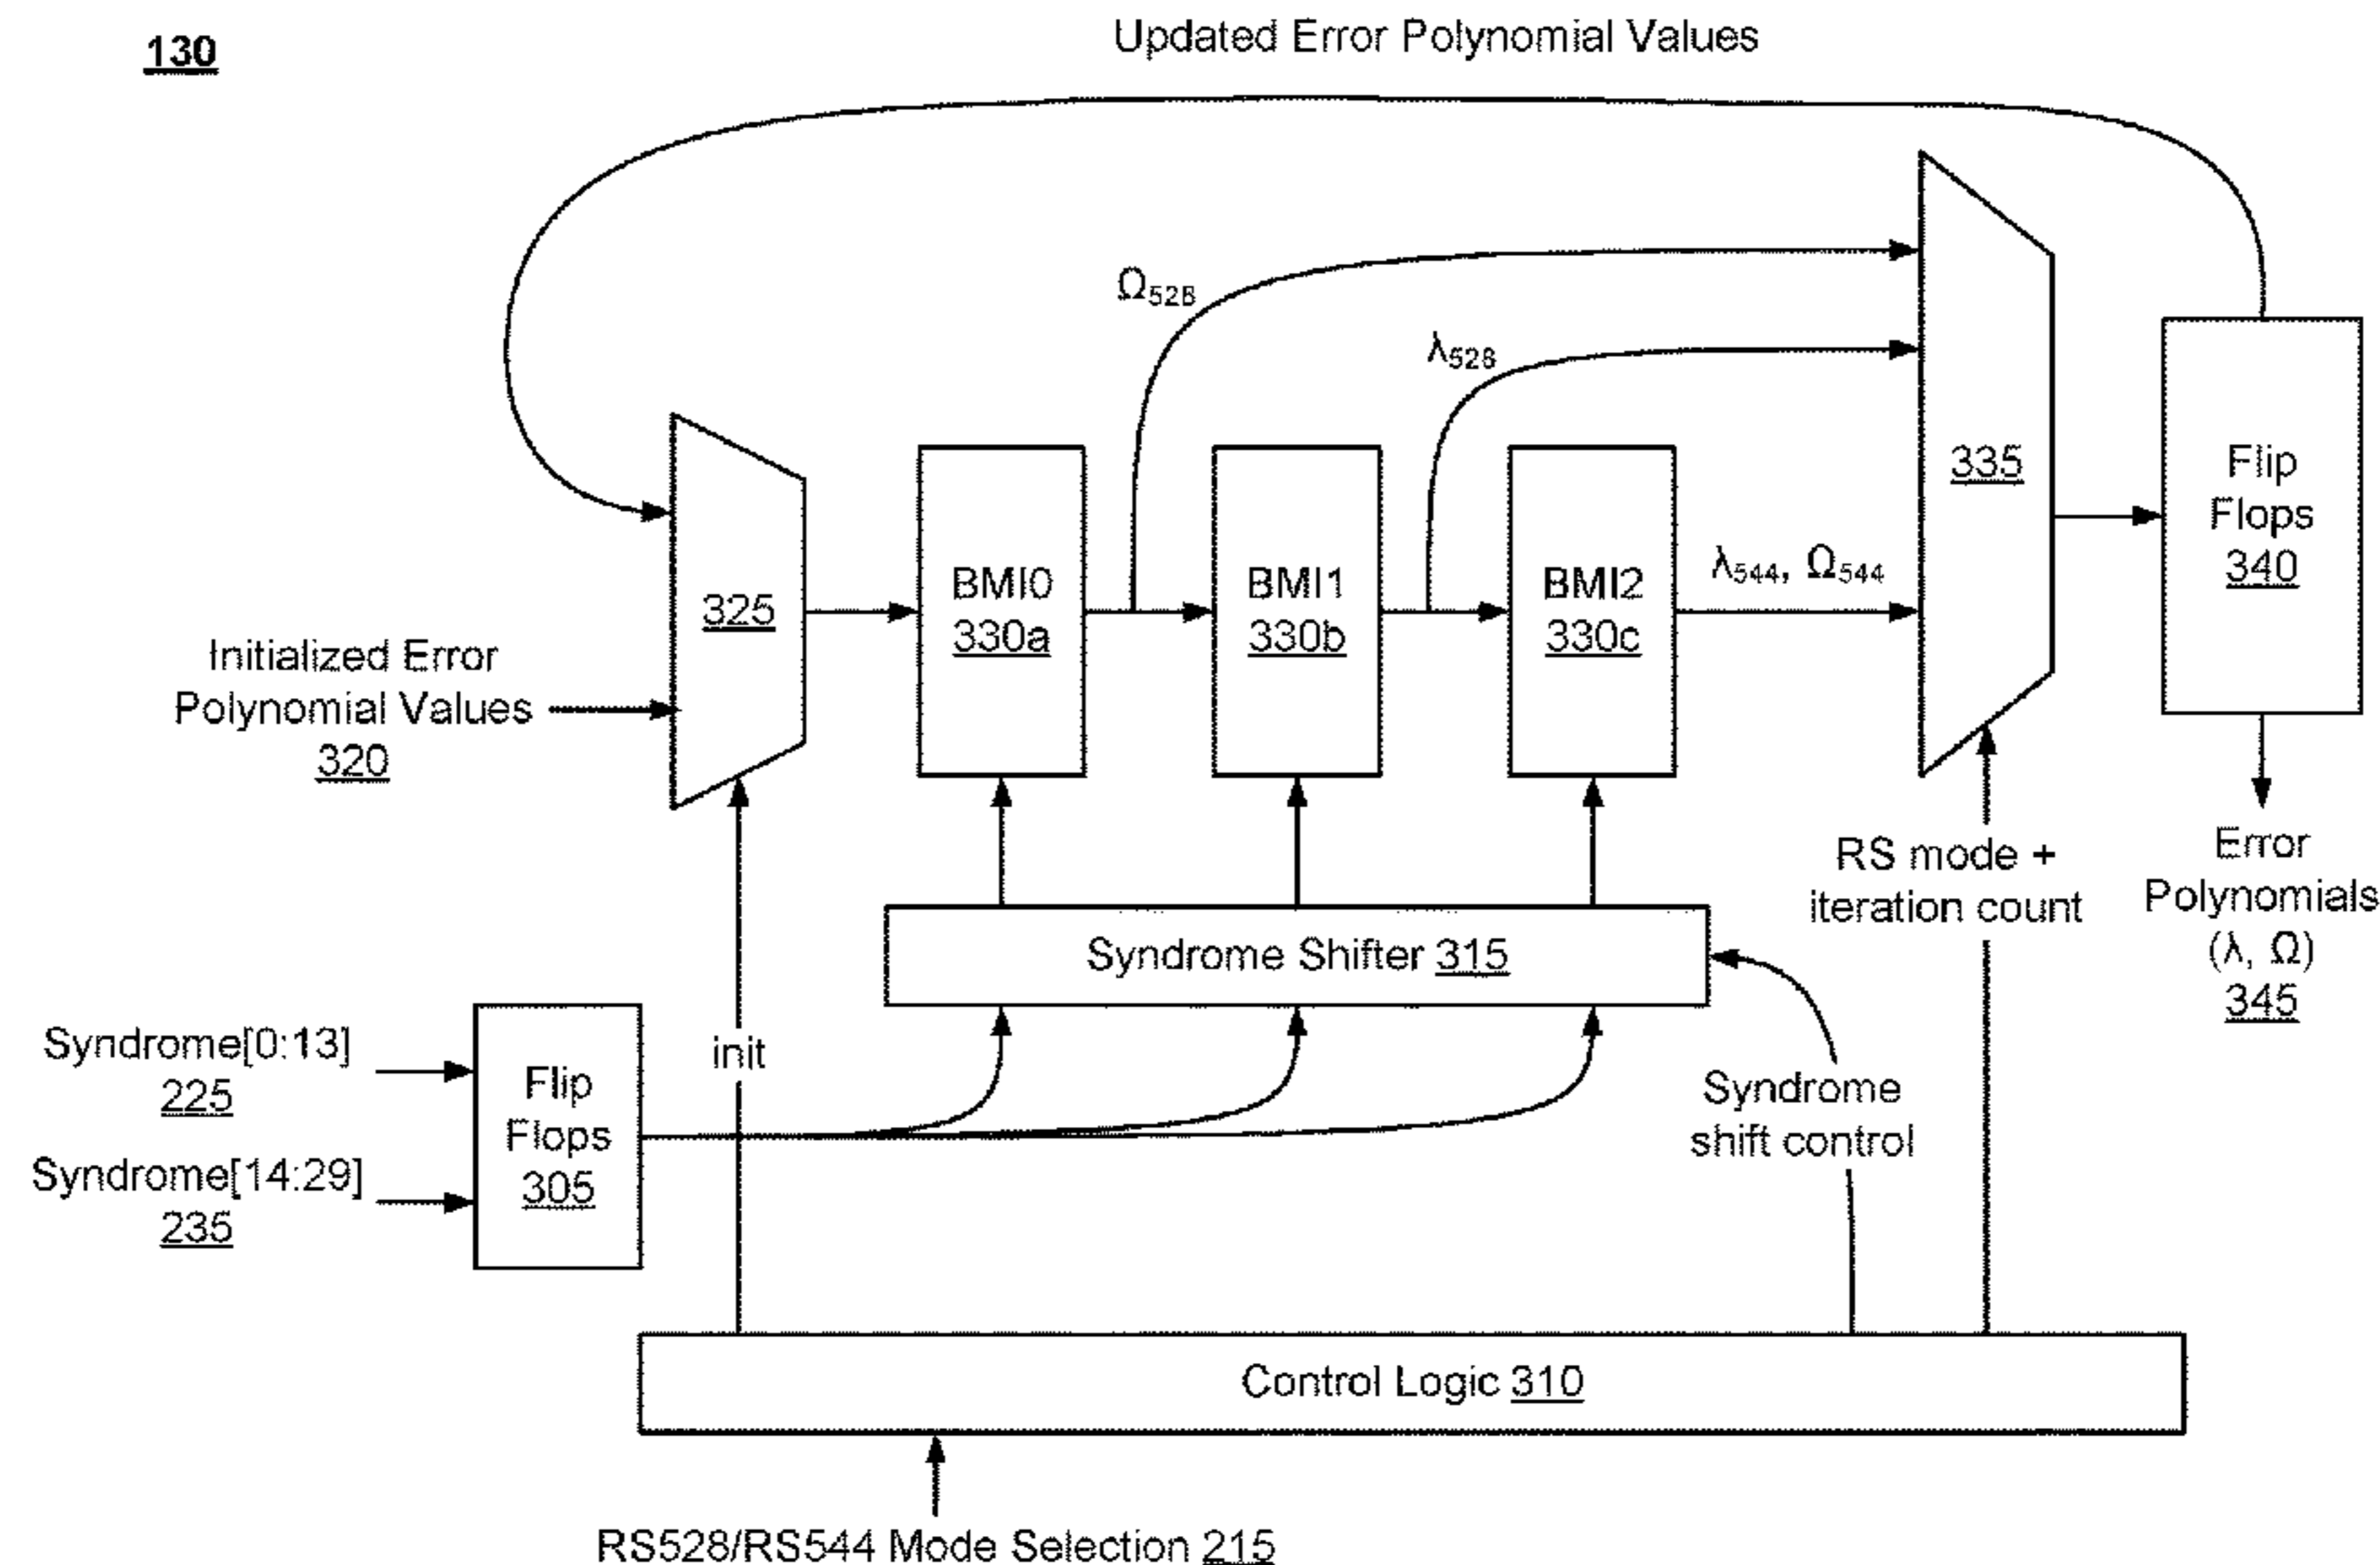 130
Updated Error Polynomial Values
Ω528
λ528
335
Flip
Flops
340
325
BMI0
330a
BMI1
330b
BMI2
330c
λ544, Ω544
Initialized Error
Polynomial Values
320
RS mode +
iteration count
Error
Polynomials
(λ, Ω)
345
Syndrome Shifter 315
Syndrome[0:13]
225
Syndrome[14:29]
235
Flip
Flops
305
init
Syndrome
shift control
Control Logic 310
RS528/RS544 Mode Selection 215